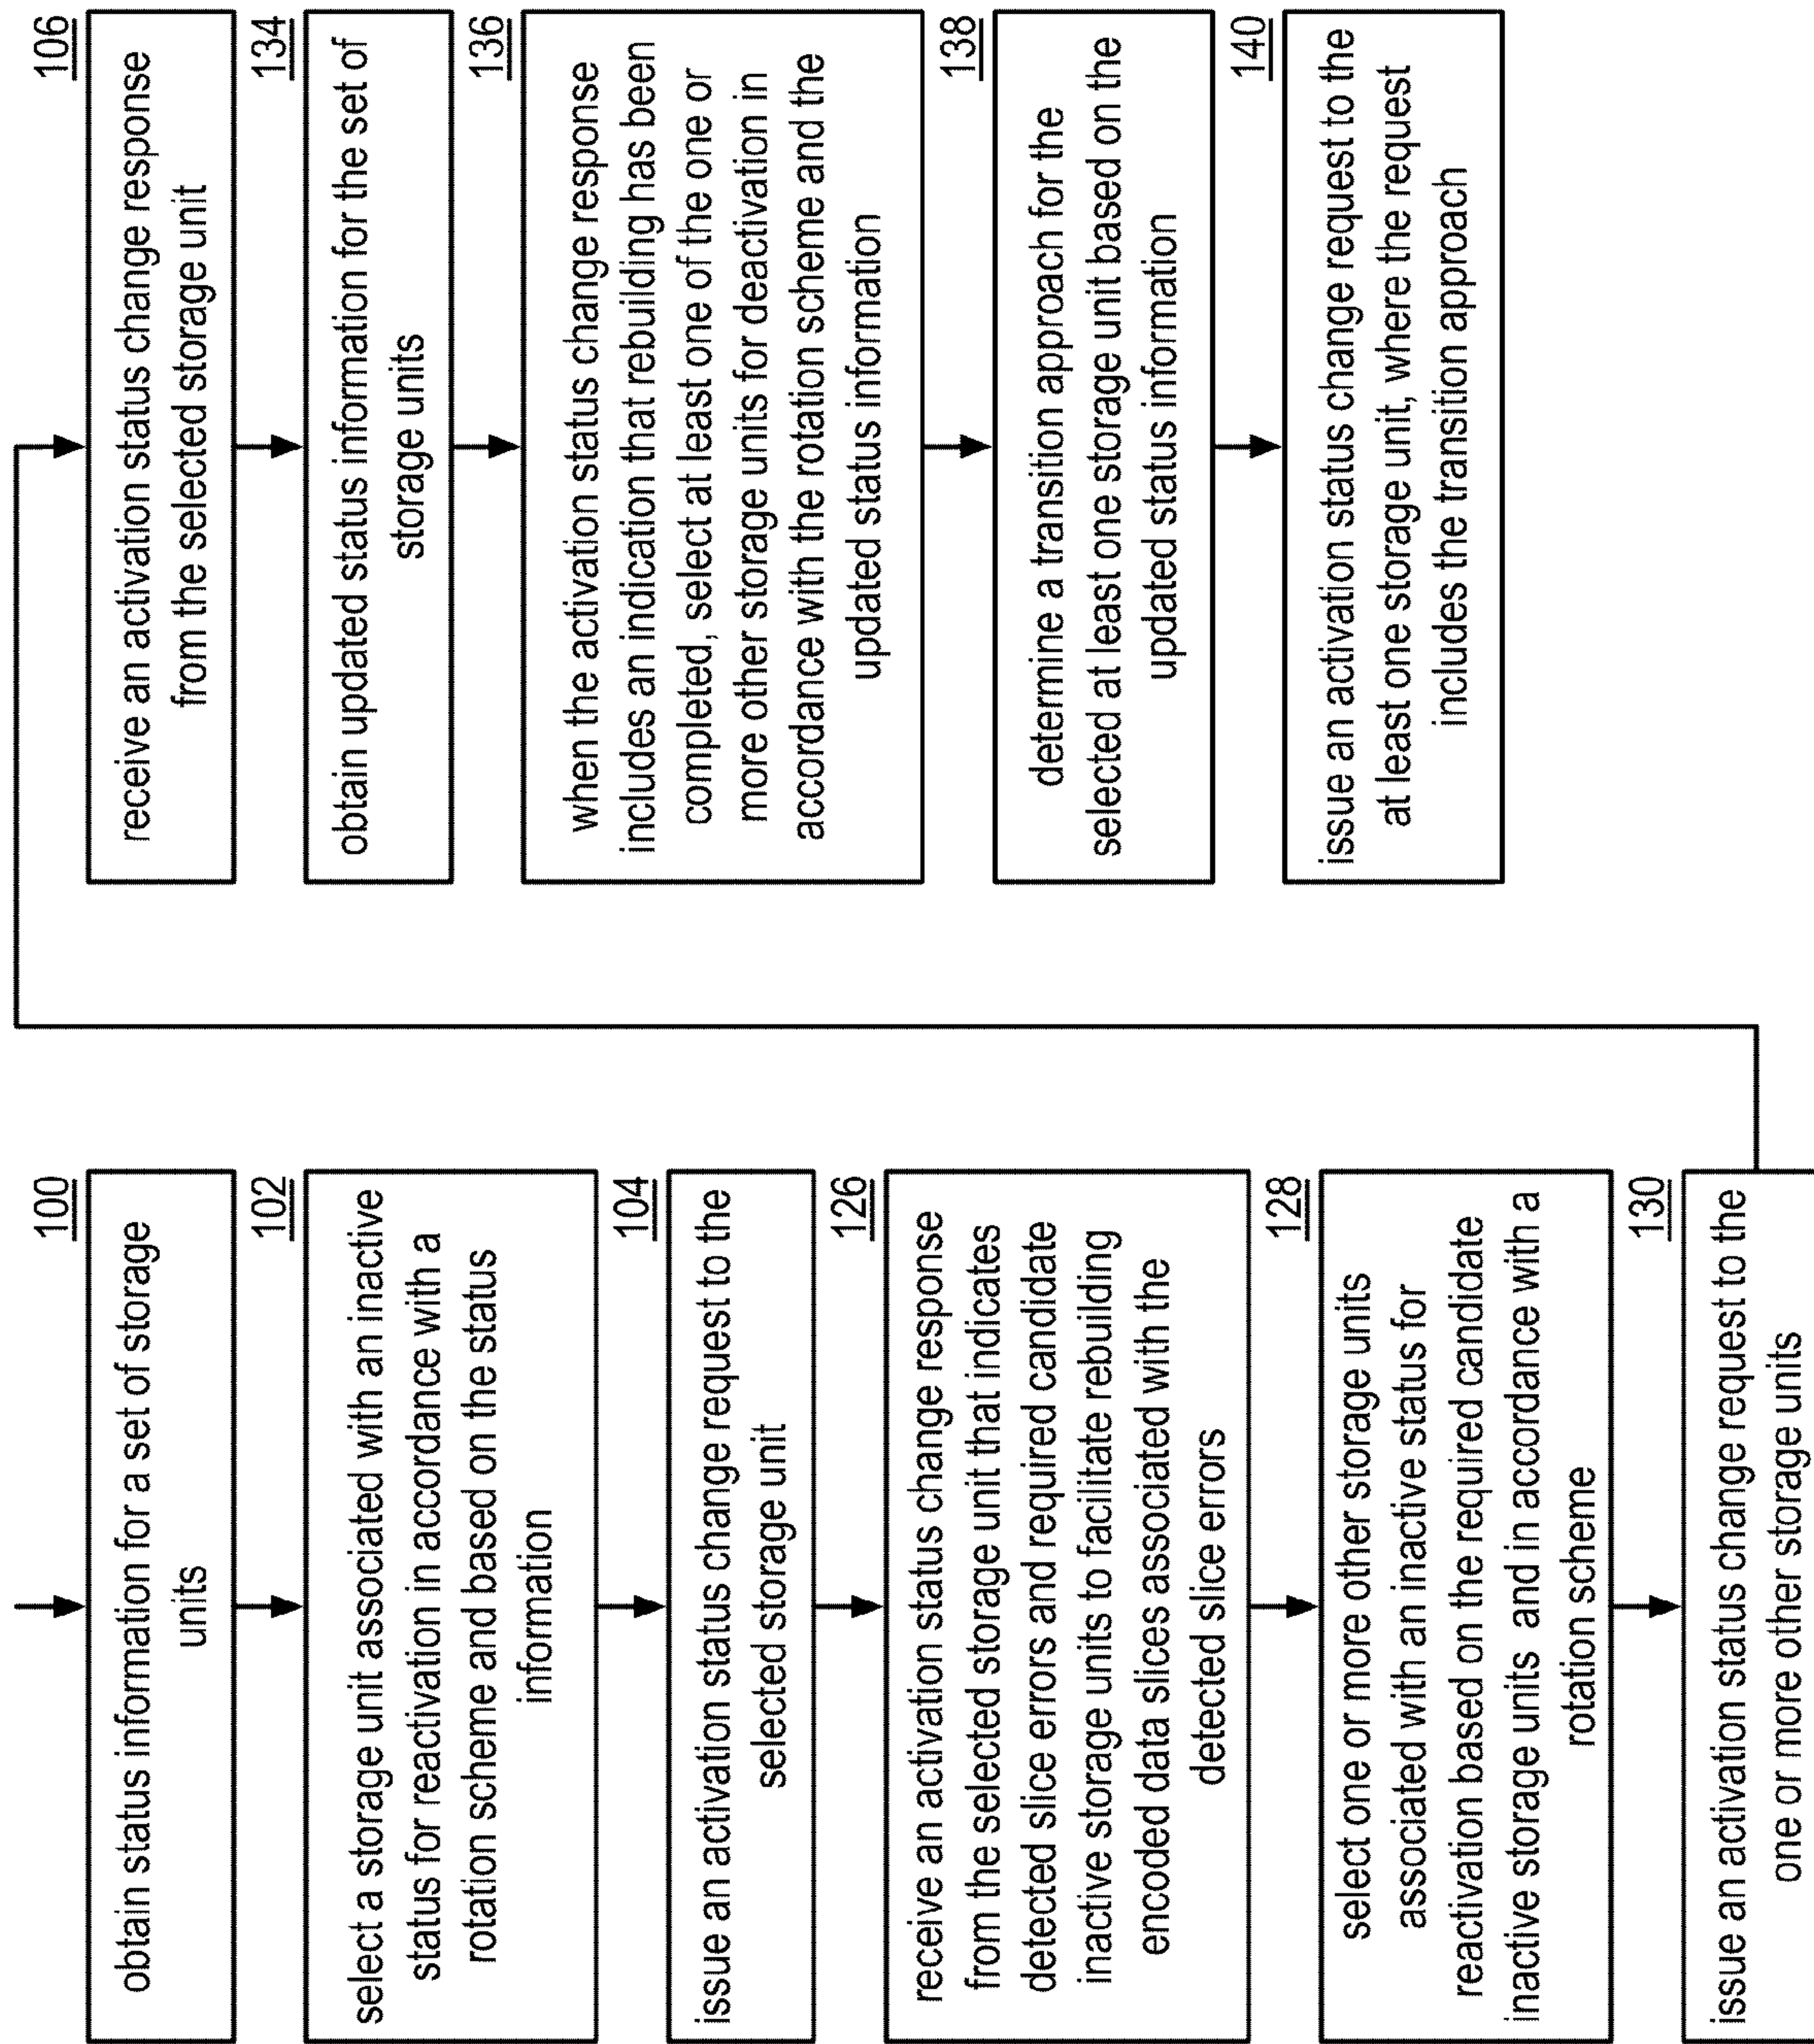 100
obtain status information for a set of storage
units
102
select a storage unit associated with an inactive
status for reactivation in accordance with a
rotation scheme and based on the status
information
104
issue an activation status change request to the
selected storage unit
126
receive an activation status change response
from the selected storage unit that indicates
detected slice errors and required candidate
inactive storage units to facilitate rebuilding
encoded data slices associated with the
detected slice errors
128
select one or more other storage units
associated with an inactive status for
reactivation based on the required candidate
inactive storage units and in accordance with a
rotation scheme
130
issue an activation status change request to the
one or more other storage units
106
receive an activation status change response
from the selected storage unit
134
obtain updated status information for the set of
storage units
136
when the activation status change response
includes an indication that rebuilding has been
completed, select at least one of the one or
more other storage units for deactivation in
accordance with the rotation scheme and the
updated status information
138
determine a transition approach for the
selected at least one storage unit based on the
updated status information
140
issue an activation status change request to the
at least one storage unit, where the request
includes the transition approach